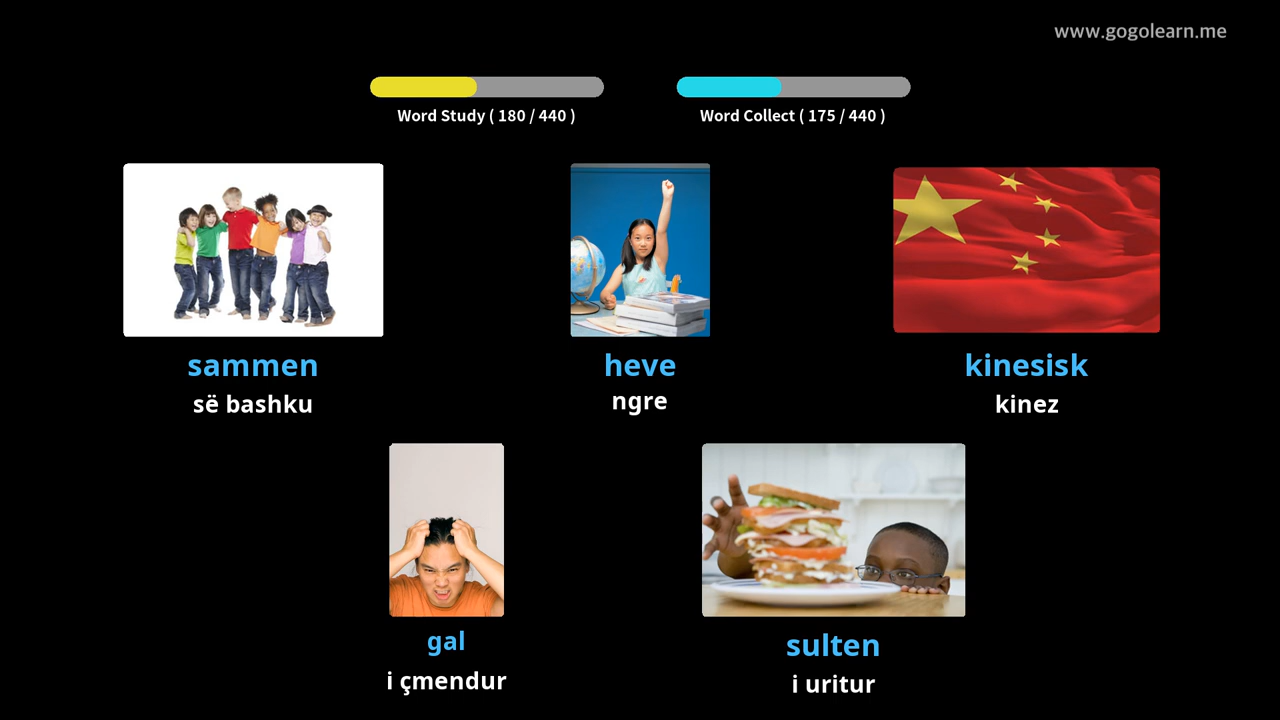 www.gogolearn.me
Word Study ( 180 / 440 )
Word Collect ( 175 / 440 )
sammen
së bashku
heve
ngre
kinesisk
kinez
gal
i çmendur
sulten
i uritur